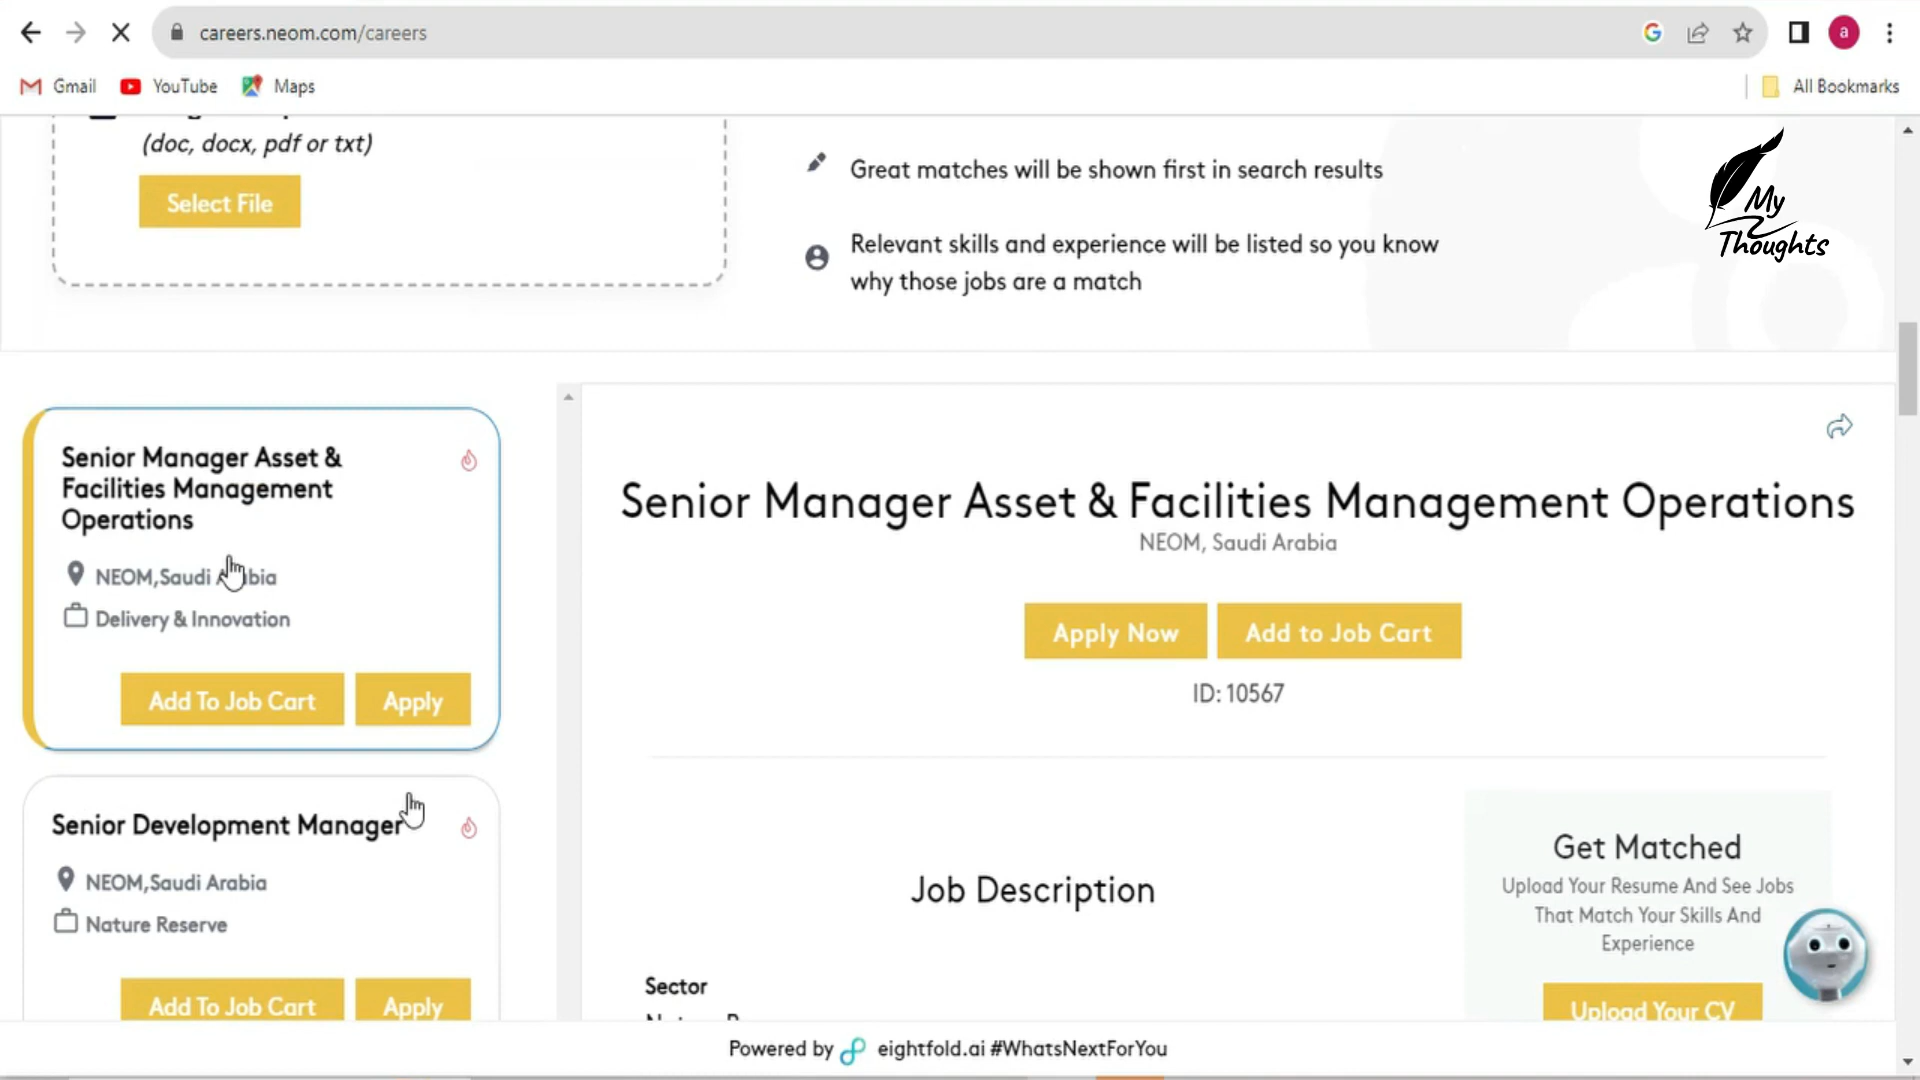 careers.neom.com/careers
a
Gmail
YouTube
Maps
All Bookmarks
(doc, docx, pdf or txt)
Select File
Great matches will be shown first in search results
Relevant skills and experience will be listed so you know
why those jobs are a match
My
Thoughts
Senior Manager Asset &
Facilities Management
Operations
NEOM,Saudi Arabia
Delivery & Innovation
Add To Job Cart
Apply
Senior Development Manager
NEOM,Saudi Arabia
Nature Reserve
Add To Job Cart
Apply
Senior Manager Asset & Facilities Management Operations
NEOM, Saudi Arabia
Apply Now
Add to Job Cart
ID: 10567
Job Description
Sector
Get Matched
Upload Your Resume And See Jobs
That Match Your Skills And
Experience
Upload Your CV
Powered by eightfold.ai #WhatsNextForYou